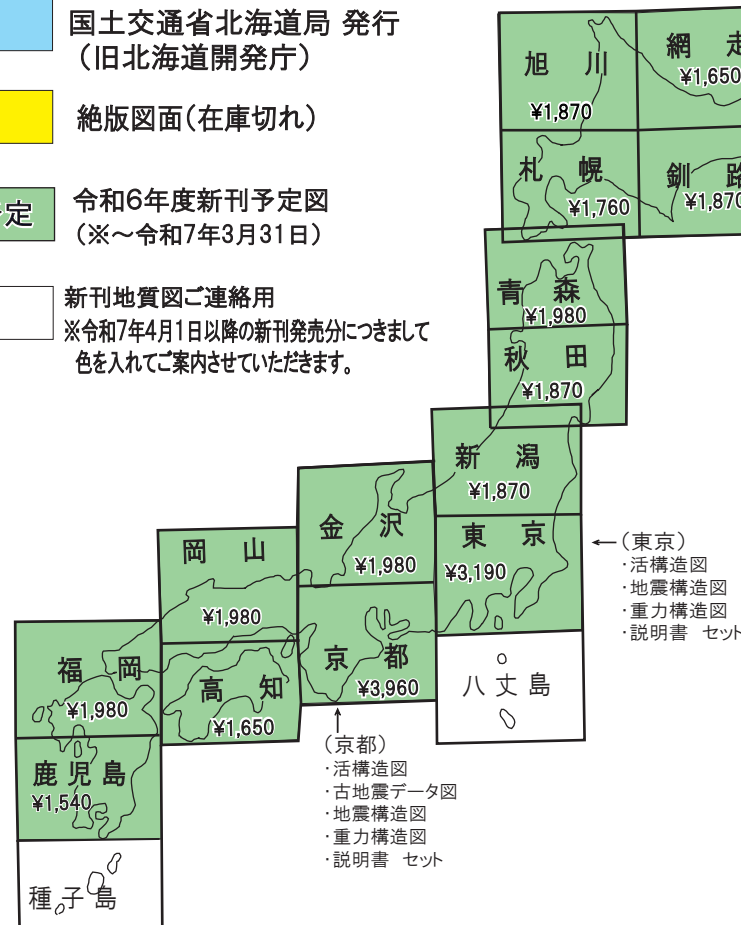 国土交通省北海道局 発行
（旧北海道開発庁）
絶版図面（在庫切れ）
定
令和6年度新刊予定図
（※～令和7年3月31日）
新刊地質図ご連絡用
※令和7年4月1日以降の新刊発売分につきまして
色を入れてご案内させていただきます。
旭川
¥1,870
網走
¥1,650
札幌
¥1,760
釧路
¥1,870
青森
¥1,980
秋田
¥1,870
新潟
¥1,870
金沢
¥1,980
東京
¥3,190
←（東京）
・活構造図
・地震構造図
・重力構造図
・説明書 セット
岡山
¥1,980
京都
¥3,960
福岡
¥1,980
高知
¥1,650
八丈島
↑
（京都）
・活構造図
・古地震データ図
・地震構造図
・重力構造図
・説明書 セット
鹿児島
¥1,540
種子島